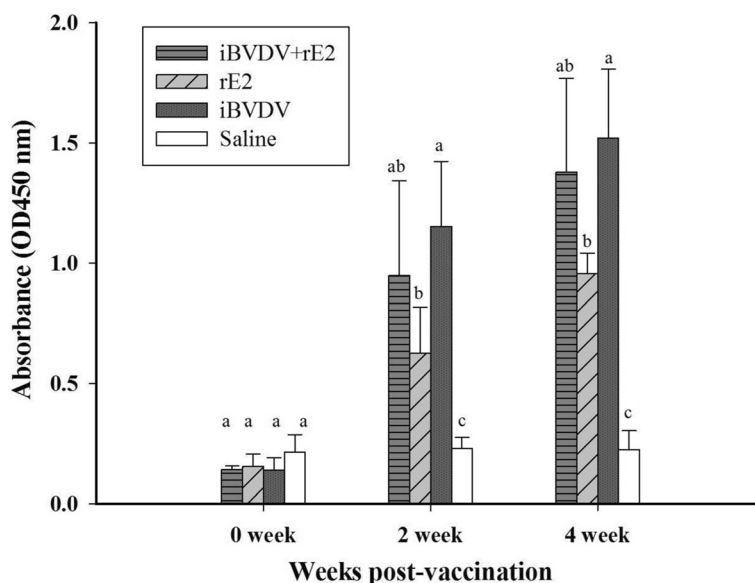 2.0
1.5
1.0
0.5
0.0
Absorbance (OD450 nm)
iBVDV+rE2
rE2
iBVDV
Saline
a a a a
ab b a c
ab b a c
0 week 2 week 4 week
Weeks post-vaccination